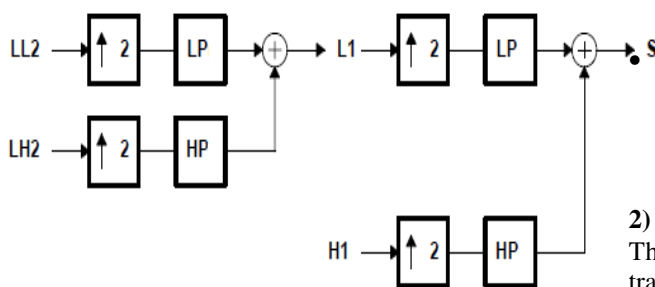 LL2 ↑ 2 LP + L1 ↑ 2 LP + • S
LH2 ↑ 2 HP
2)
H1 ↑ 2 HP
Th
tra